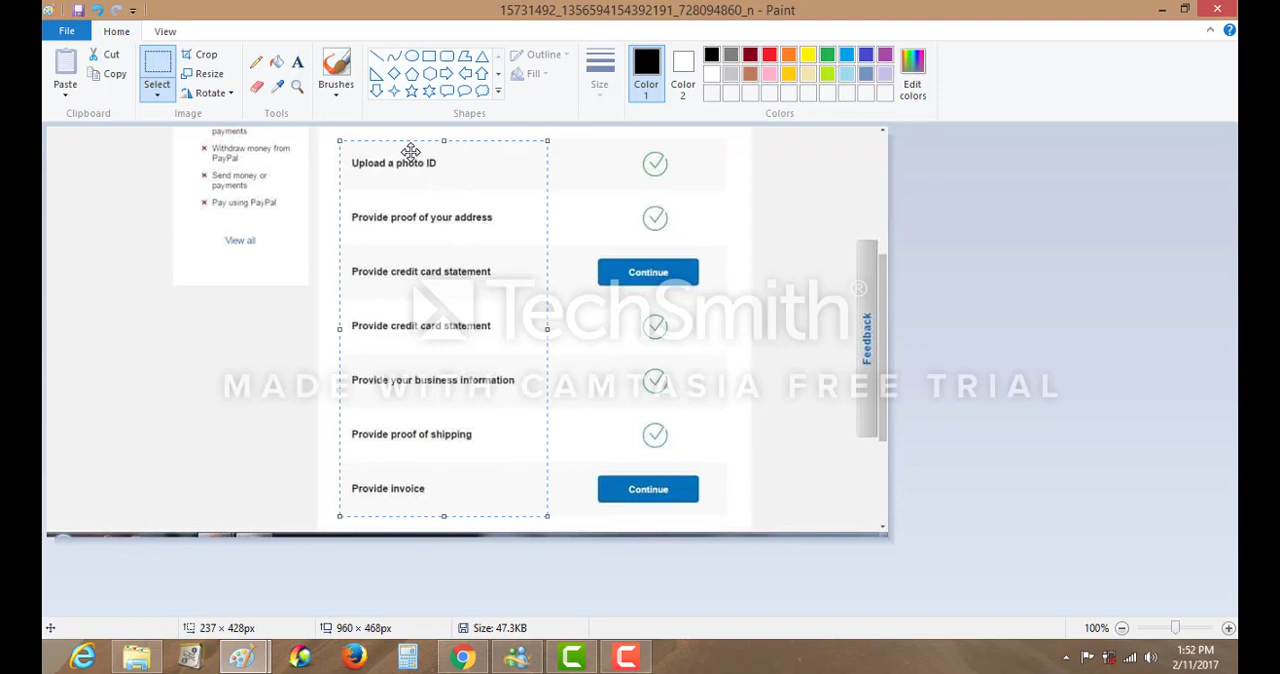 15731492_1356594154392191_728094860_n - Paint
File
Home
View
Paste
Cut
Copy
Clipboard
Select
Crop
Resize
Rotate
Image
A
Tools
Brushes
Outline
Fill
Shapes
Size
Color
1
Color
2
Edit
colors
Colors
payments
× Withdraw money from
PayPal
× Send money or
payments
× Pay using PayPal
View all
Upload a photo ID
Provide proof of your address
Provide credit card statement
Continue
Provide credit card statement
Provide your business information
Provide proof of shipping
Provide invoice
Continue
Feedback
TechSmith®
MADE WITH CAMTASIA FREE TRIAL
237 × 428px
960 × 468px
Size: 47.3KB
100%
1:52 PM
2/11/2017